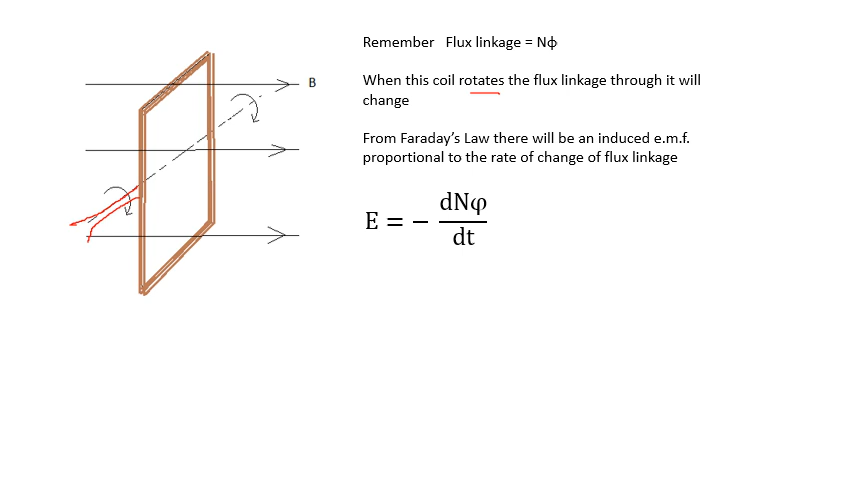 Remember Flux linkage = Nϕ
B
When this coil rotates the flux linkage through it will
change
From Faraday’s Law there will be an induced e.m.f.
proportional to the rate of change of flux linkage
E = − dNφ
dt